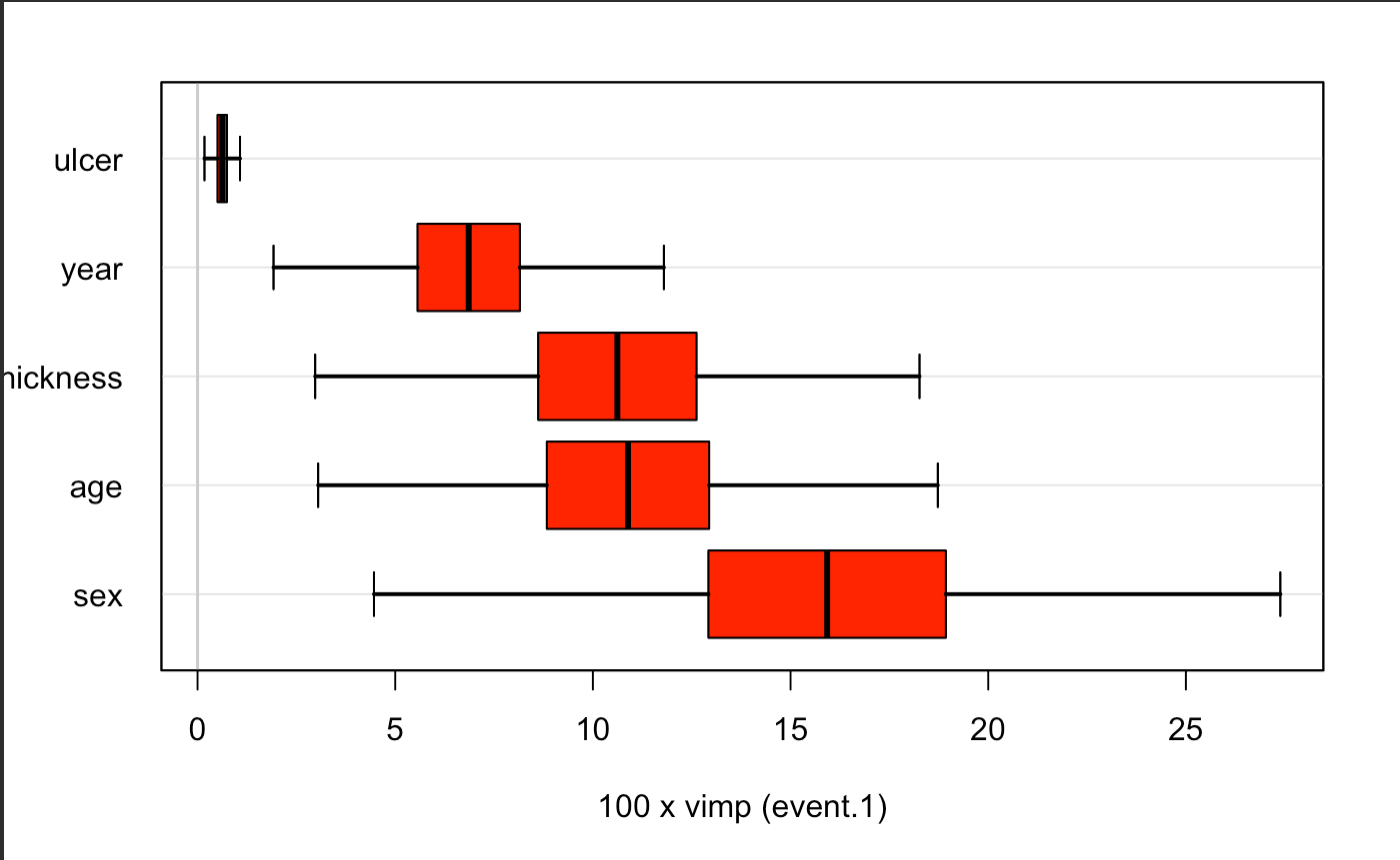 ulcer
year
hickness
age
sex
0 5 10 15 20 25
100 x vimp (event.1)